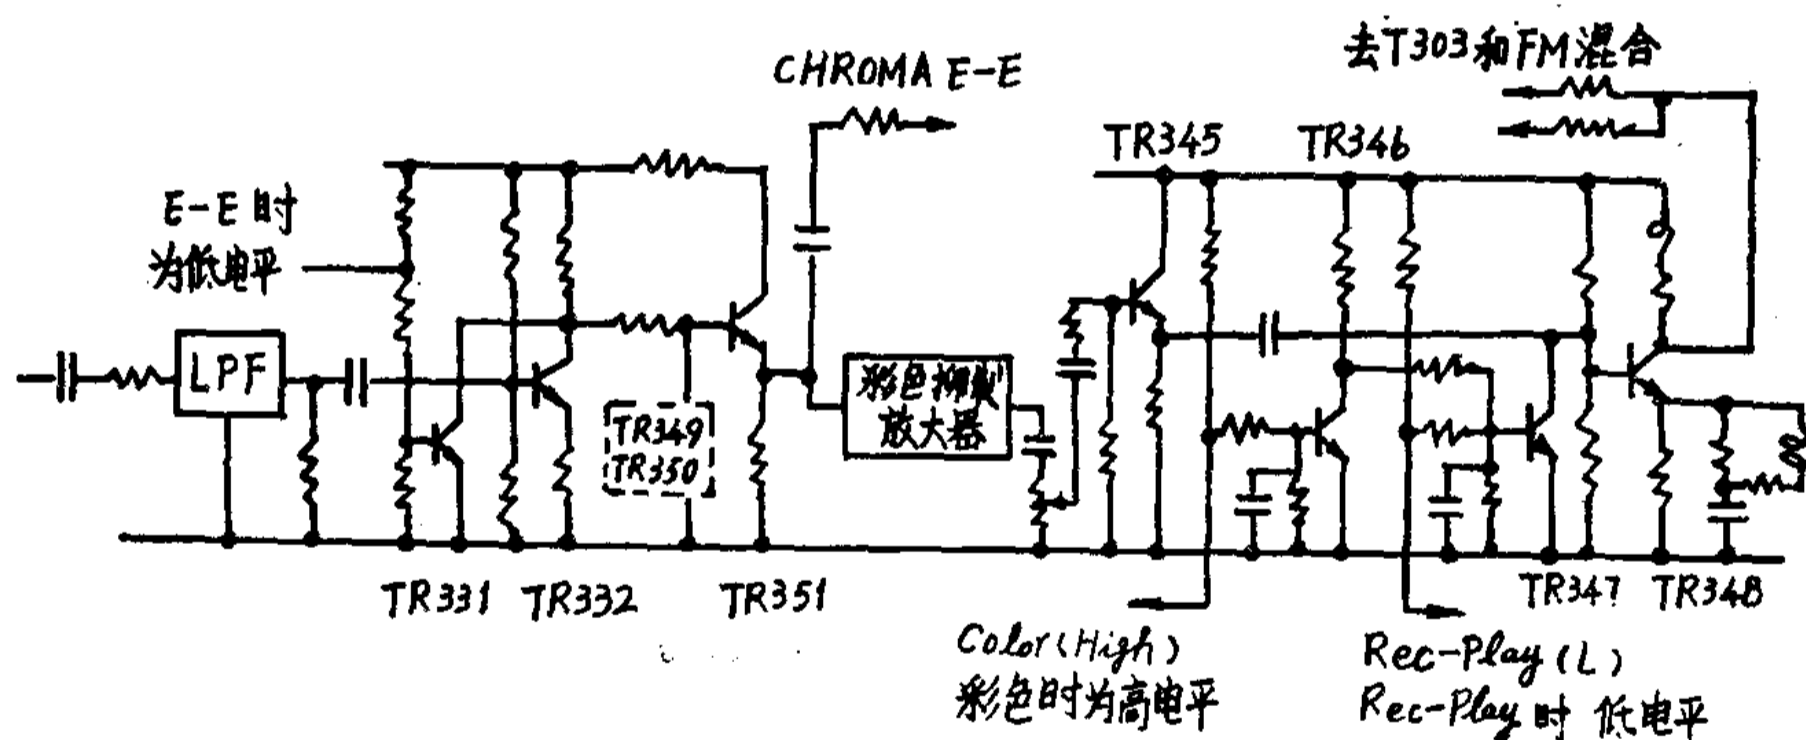 去T303和FM混合
CHROMA E-E
TR345
TR346
E-E时
为低电平
LPF
TR349
TR350
彩色抑制
放大器
TR331
TR332
TR351
TR347
TR348
Color(High)
彩色时为高电平
Rec-Play(L)
Rec-Play时 低电平